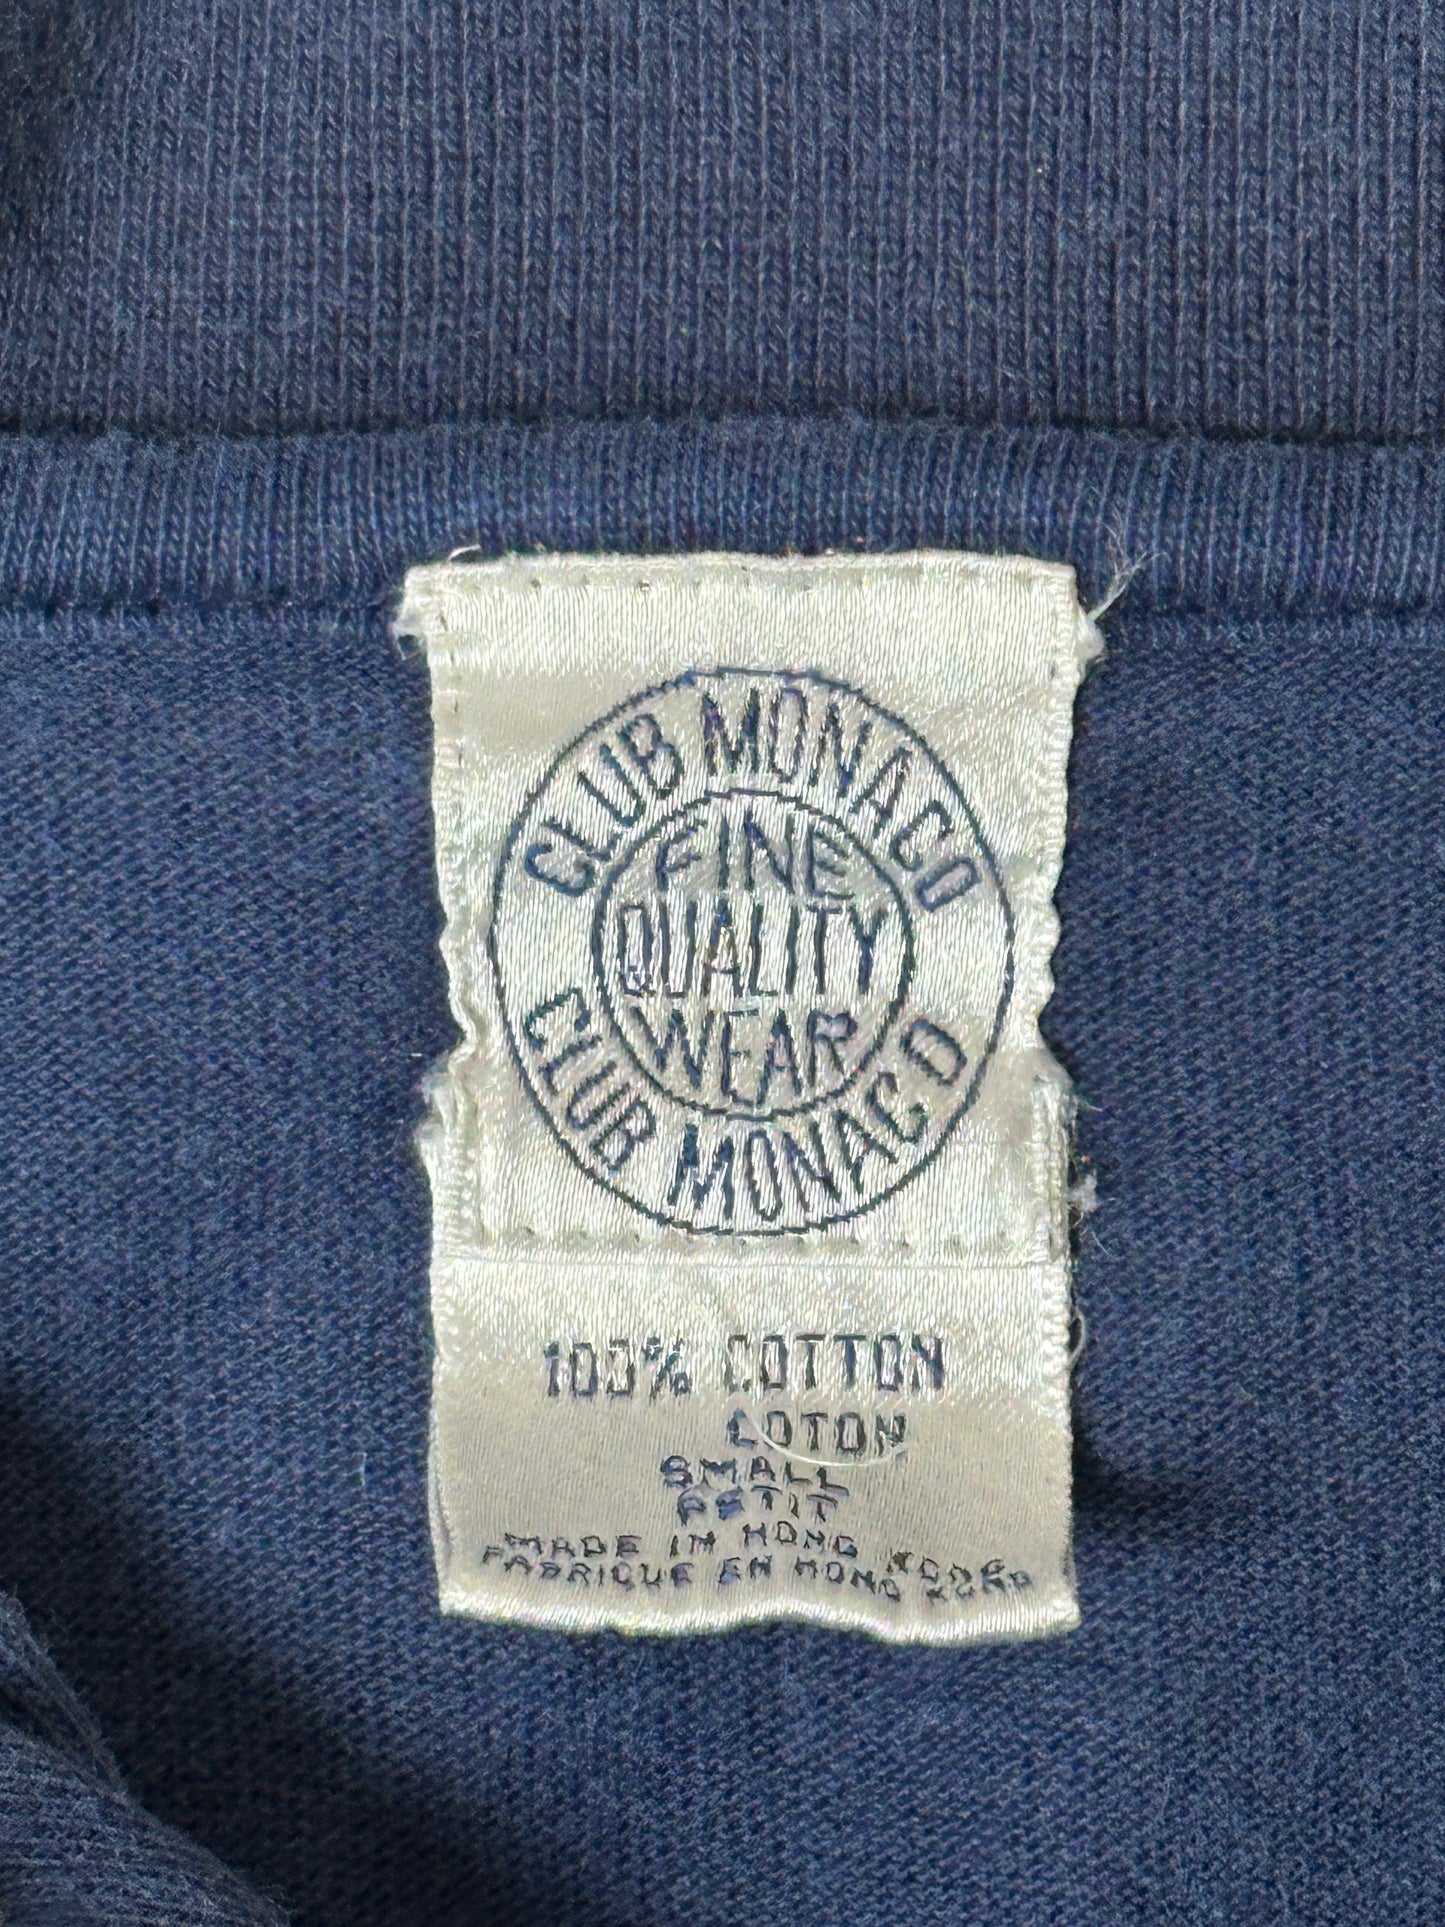 CLUB MONACO
FINE
QUALITY
WEAR
CLUB MONACO
100% COTTON
COTON
SMALL
PETIT
MADE IN HONG KONG
FABRIQUE EN HONG KONG